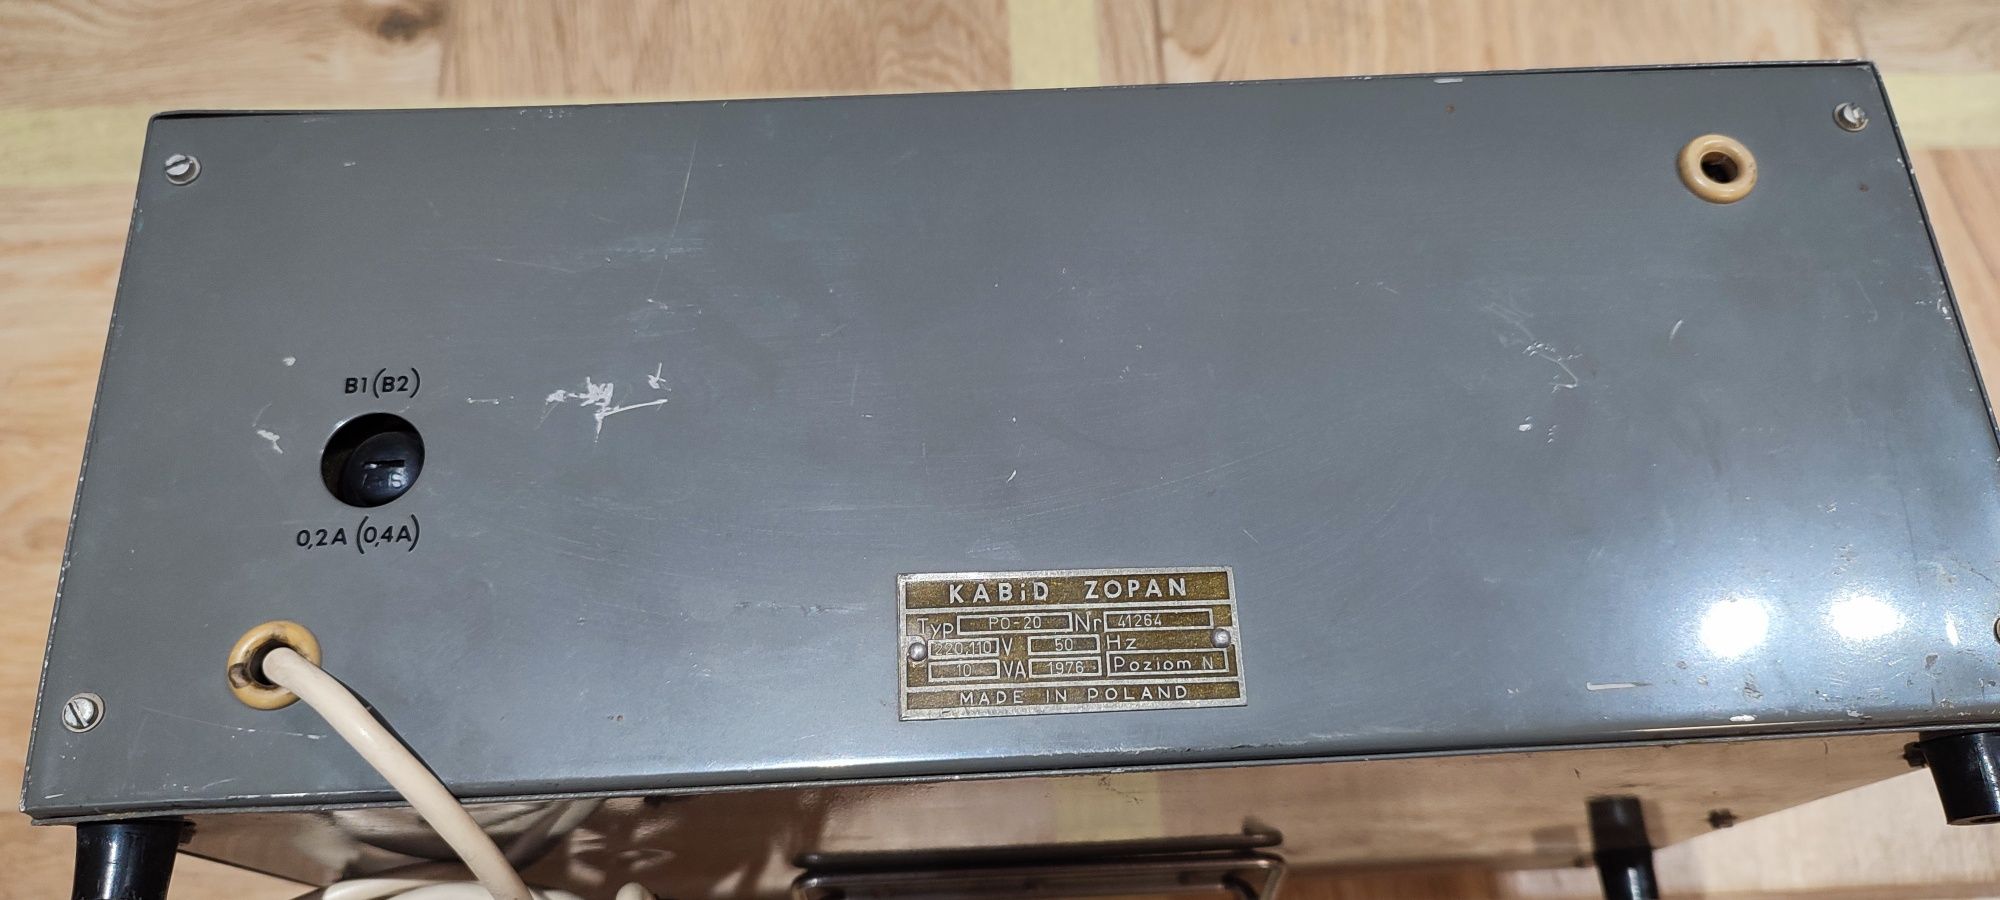 B1(B2)
0,2A (0,4A)
KABiD ZOPAN
Typ PO-20 Nr 41264
220,110 V 50 Hz
10 VA 1976 Poziom N
MADE IN POLAND